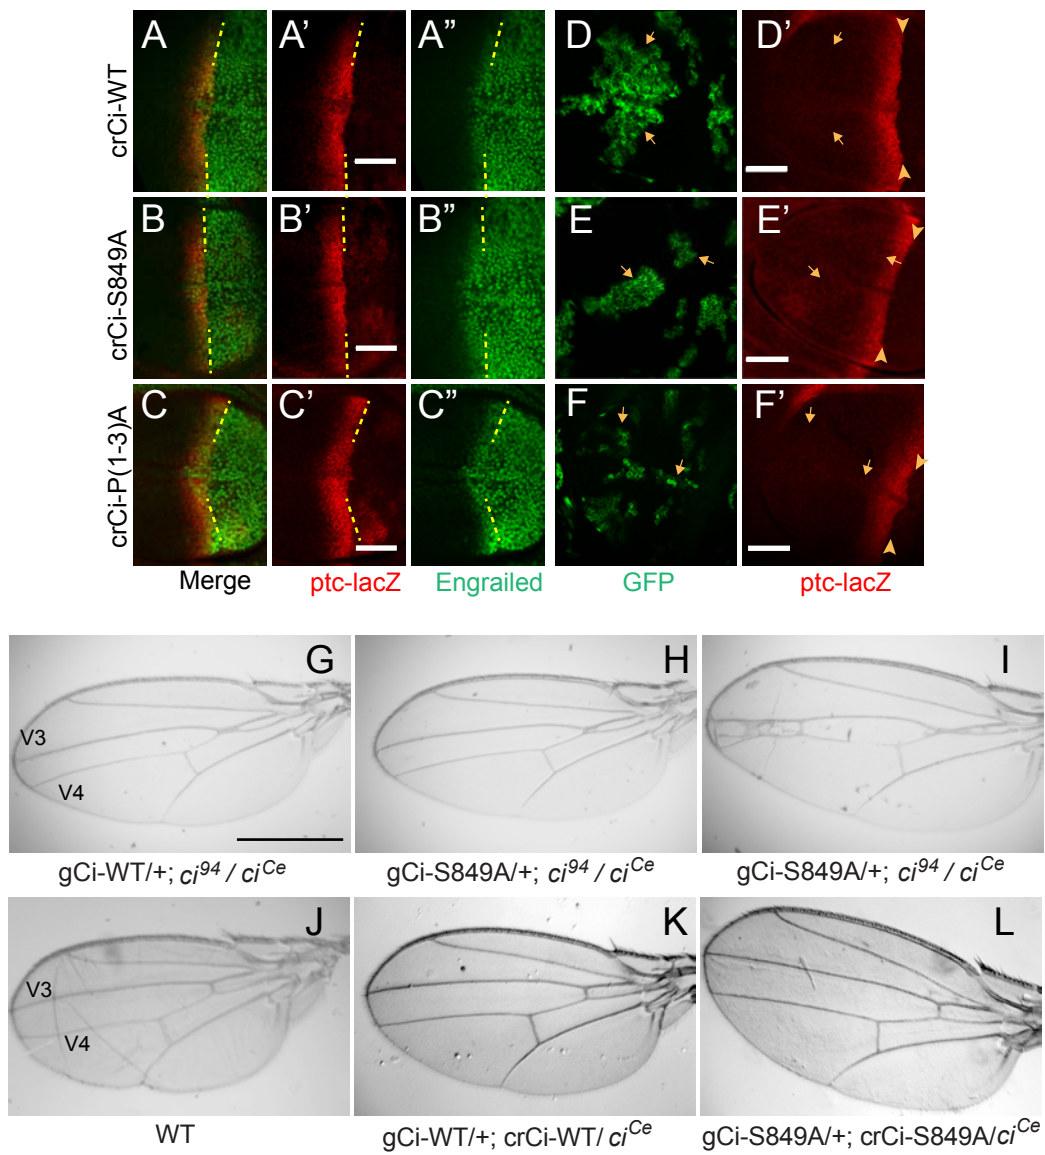 A A' A” D D'
crCi-WT
B B' B” E E'
crCi-S849A
C C' C” F F'
crCi-P(1-3)A
Merge ptc-lacZ Engrailed GFP ptc-lacZ
G H I
V3
V4
gCi-WT/+; ci94 / ciCe gCi-S849A/+; ci94 / ciCe gCi-S849A/+; ci94 / ciCe
J K L
V3
V4
WT gCi-WT/+; crCi-WT/ ciCe gCi-S849A/+; crCi-S849A/ciCe